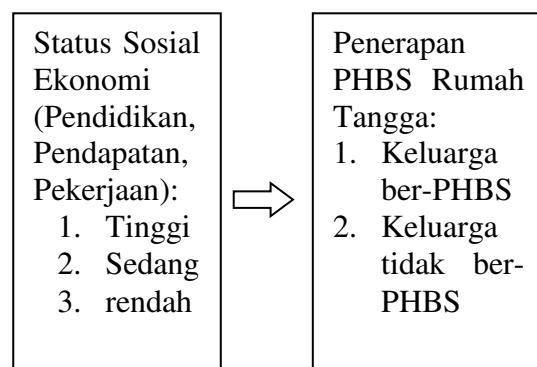 Status Sosial
Ekonomi
(Pendidikan,
Pendapatan,
Pekerjaan):
1. Tinggi
2. Sedang
3. rendah
Penerapan
PHBS Rumah
Tangga:
1. Keluarga
ber-PHBS
2. Keluarga
tidak ber-
PHBS